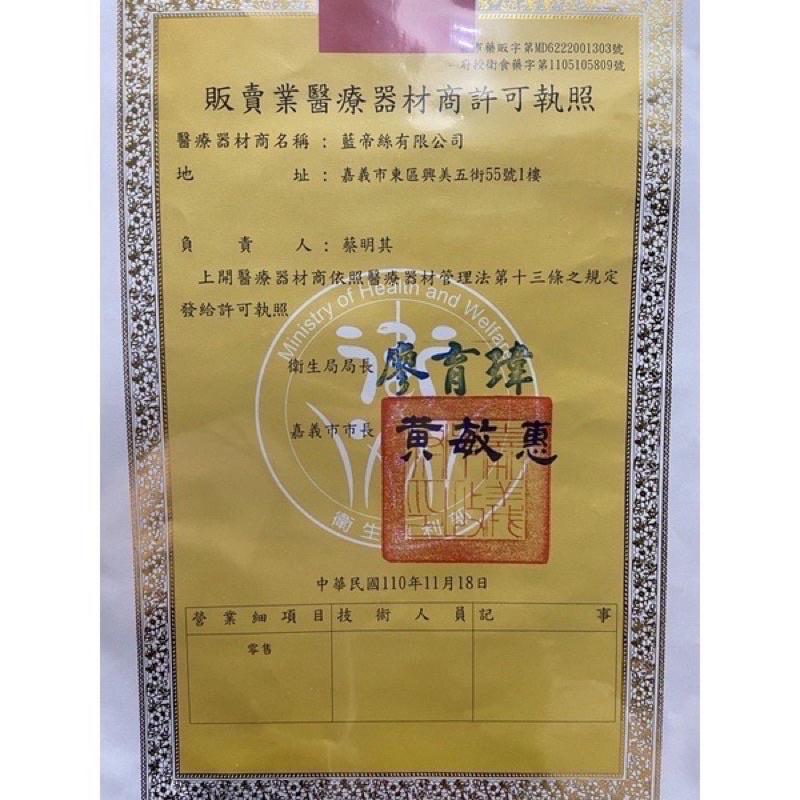 藥販字第MD6222001303號
府授衛食藥字第1105105809號
販賣業醫療器材商許可執照
醫療器材商名稱：藍帝絲有限公司
地址：嘉義市東區興美五街55號1樓
負責人：蔡明其
上開醫療器材商依照醫療器材管理法第十三條之規定
發給許可執照
Ministry of Health and Welfare
衛生局局長 廖育瑋
嘉義市市長 黃敏惠
衛生福利部
中華民國110年11月18日
營業細項目 技術人員 記事
零售